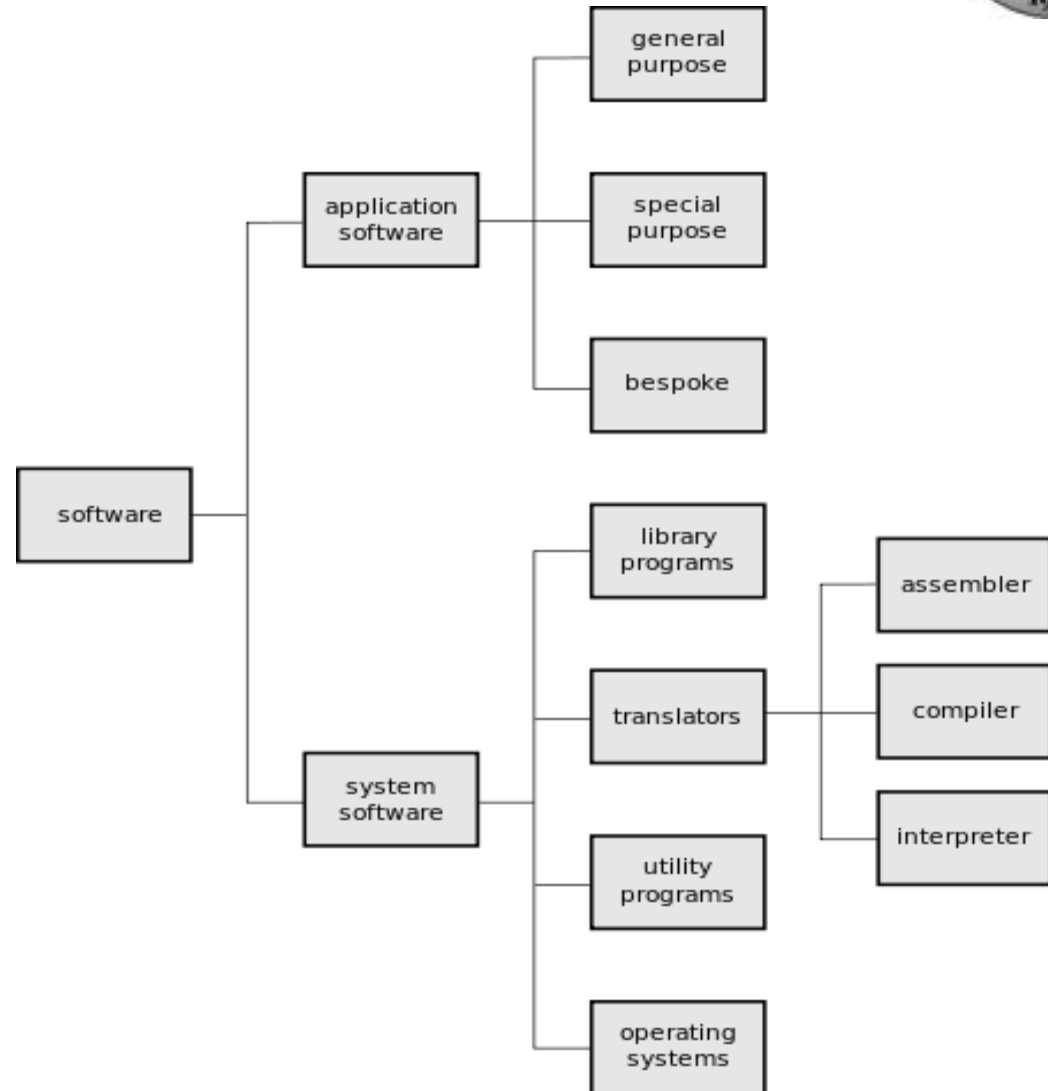 general
purpose
application
software
special
purpose
bespoke
software
library
programs
assembler
translators
compiler
system
software
interpreter
utility
programs
operating
systems